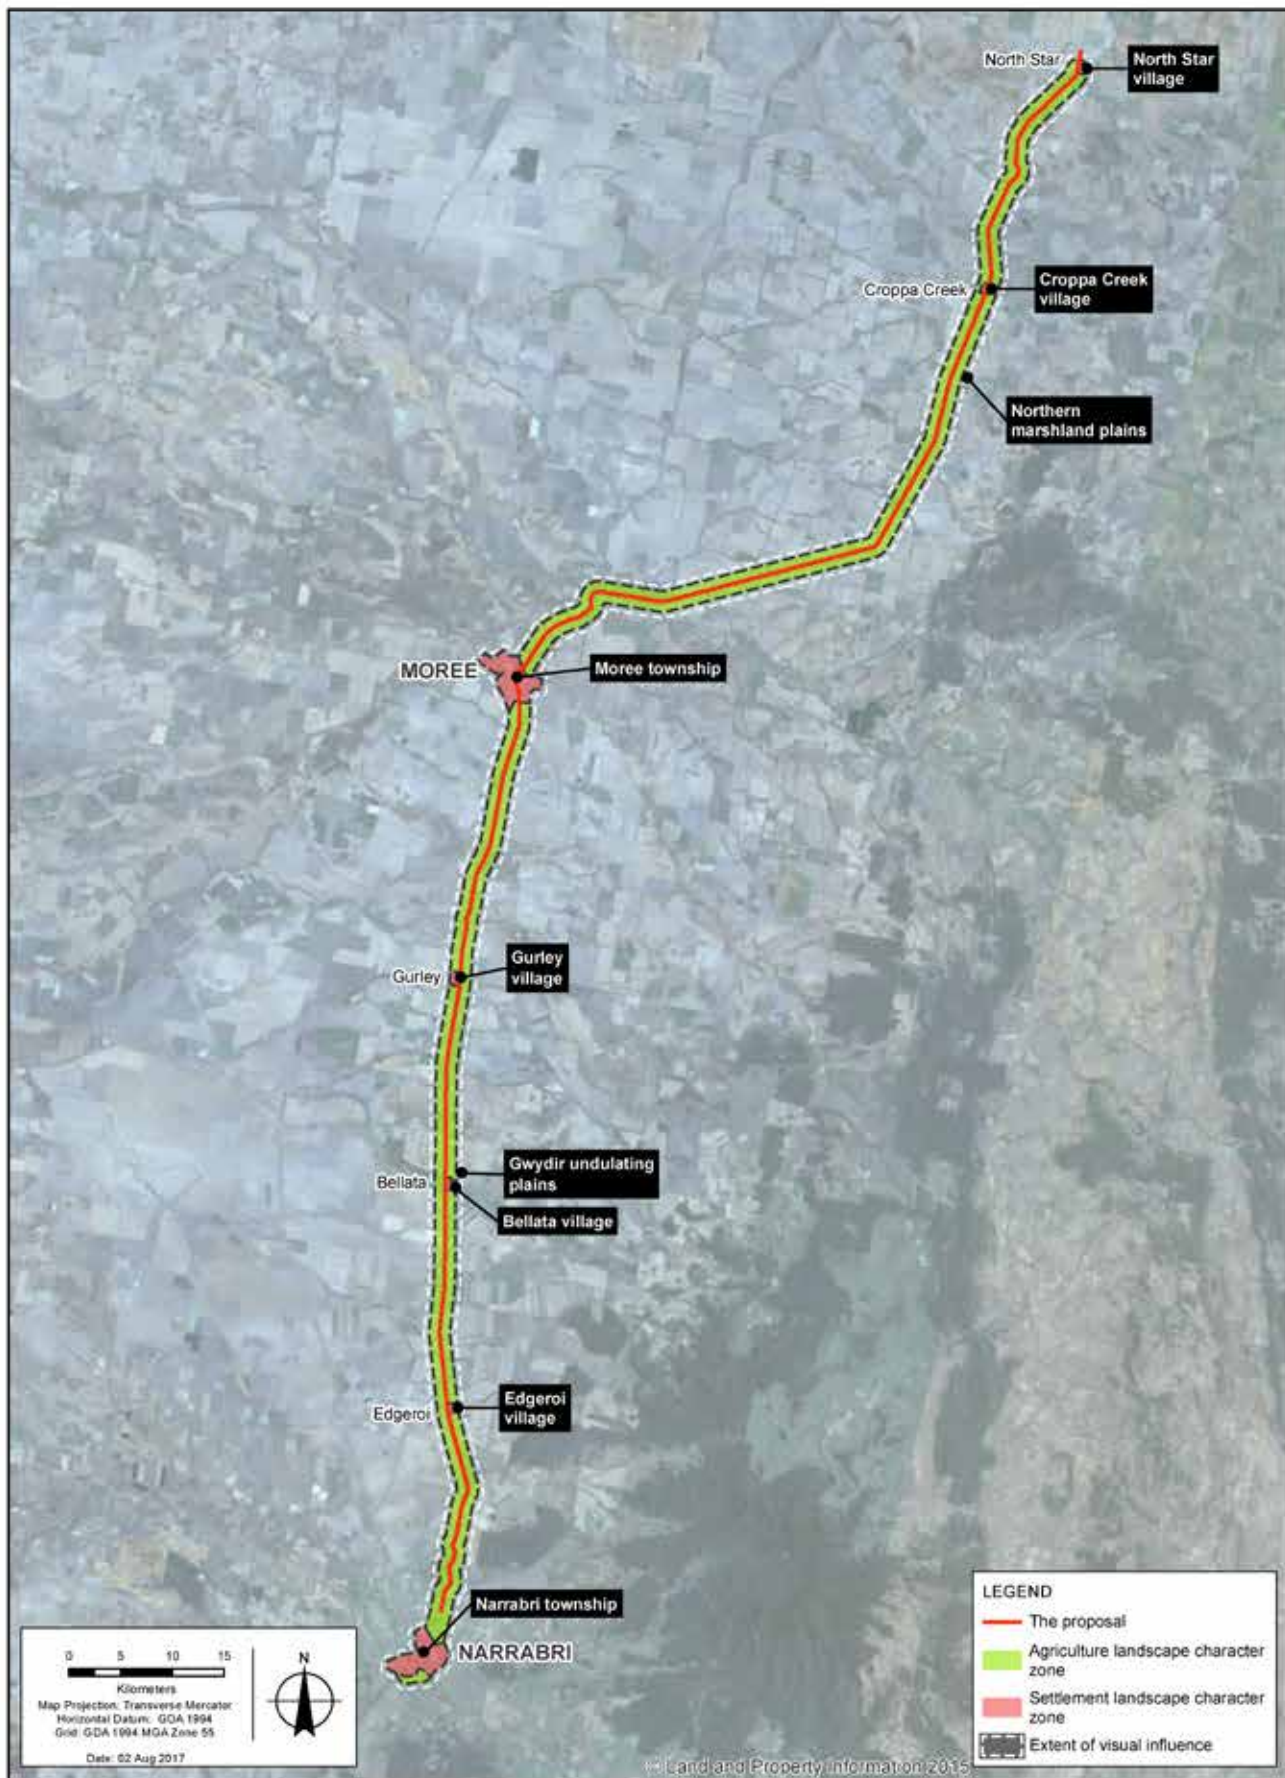 North Star
North Star
village
Croppa Creek
Croppa Creek
village
Northern
marshland plains
MOREE
Moree township
Gurley
Gurley
village
Gwydir undulating
plains
Bellata
Bellata village
Edgeroi
Edgeroi
village
Narrabri township
NARRABRI
LEGEND
The proposal
Agriculture landscape character
zone
Settlement landscape character
zone
Extent of visual influence
0 5 10 15
Kilometers
Map Projection: Transverse Mercator
Horizontal Datum: GDA 1994
Grid: GDA 1994 MGA Zone 55
Date: 02 Aug 2017
N
© Land and Property Information 2015